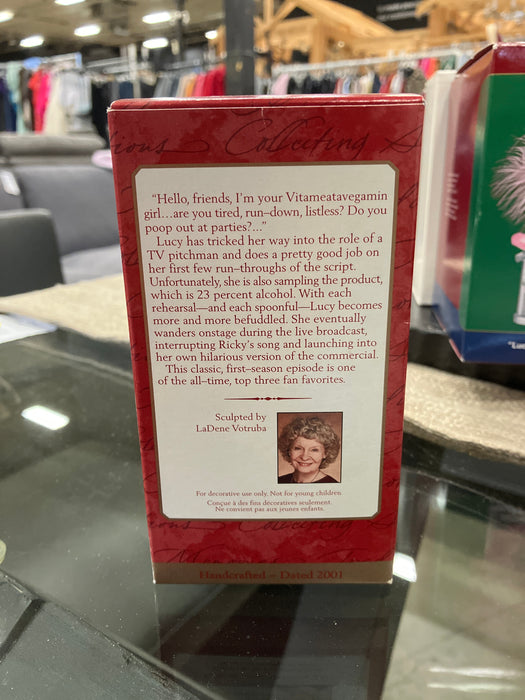 Collecting
"Hello, friends, I'm your Vitameatavegamin
girl...are you tired, run–down, listless? Do you
poop out at parties?..."
Lucy has tricked her way into the role of a
TV pitchman and does a pretty good job on
her first few run–throughs of the script.
Unfortunately, she is also sampling the product,
which is 23 percent alcohol. With each
rehearsal—and each spoonful—Lucy becomes
more and more befuddled. She eventually
wanders onstage during the live broadcast,
interrupting Ricky's song and launching into
her own hilarious version of the commercial.
This classic, first–season episode is one
of the all–time, top three fan favorites.
Sculpted by
LaDene Votruba
For decorative use only. Not for young children.
Conçue à des fins décoratives seulement.
Ne convient pas aux jeunes enfants.
Collecting
Handcrafted – Dated 2001